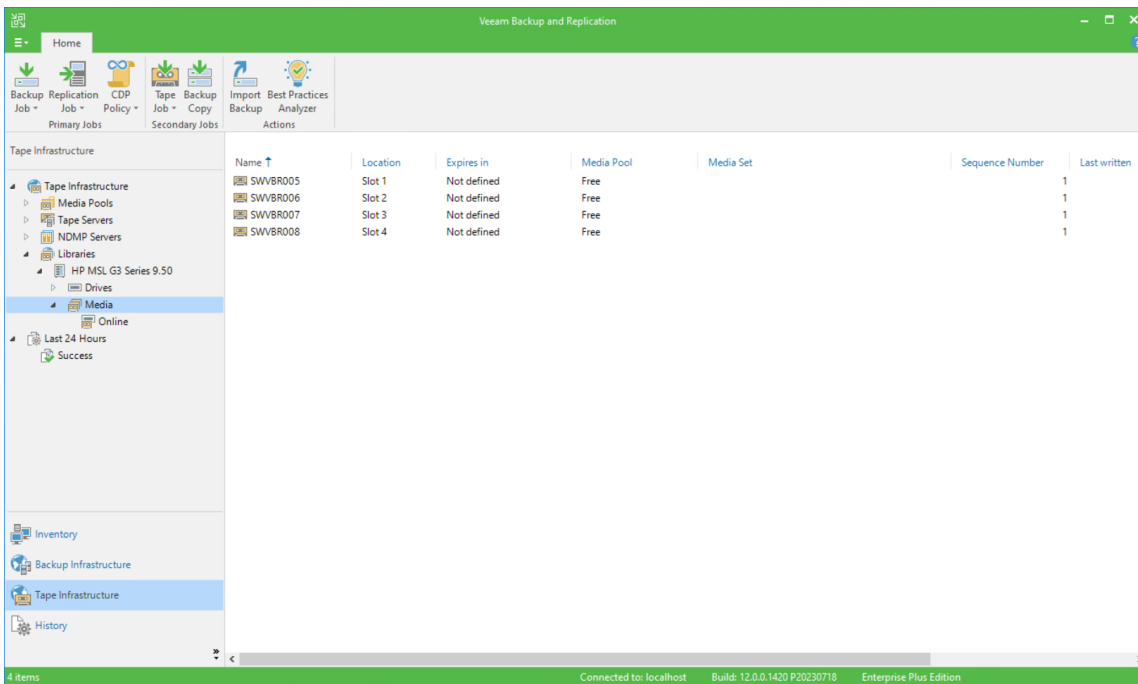 Veeam Backup and Replication
Home
Backup Job
Replication Job
CDP Policy
Tape Job
Backup Copy
Import Backup
Best Practices Analyzer
Primary Jobs
Secondary Jobs
Actions
Tape Infrastructure
Tape Infrastructure
Media Pools
Tape Servers
NDMP Servers
Libraries
HP MSL G3 Series 9.50
Drives
Media
Online
Last 24 Hours
Success
Inventory
Backup Infrastructure
Tape Infrastructure
History
Name Location Expires in Media Pool Media Set Sequence Number Last written
SWVBR005 Slot 1 Not defined Free 1
SWVBR006 Slot 2 Not defined Free 1
SWVBR007 Slot 3 Not defined Free 1
SWVBR008 Slot 4 Not defined Free 1
4 items Connected to: localhost Build: 12.0.0.1420 P20230718 Enterprise Plus Edition